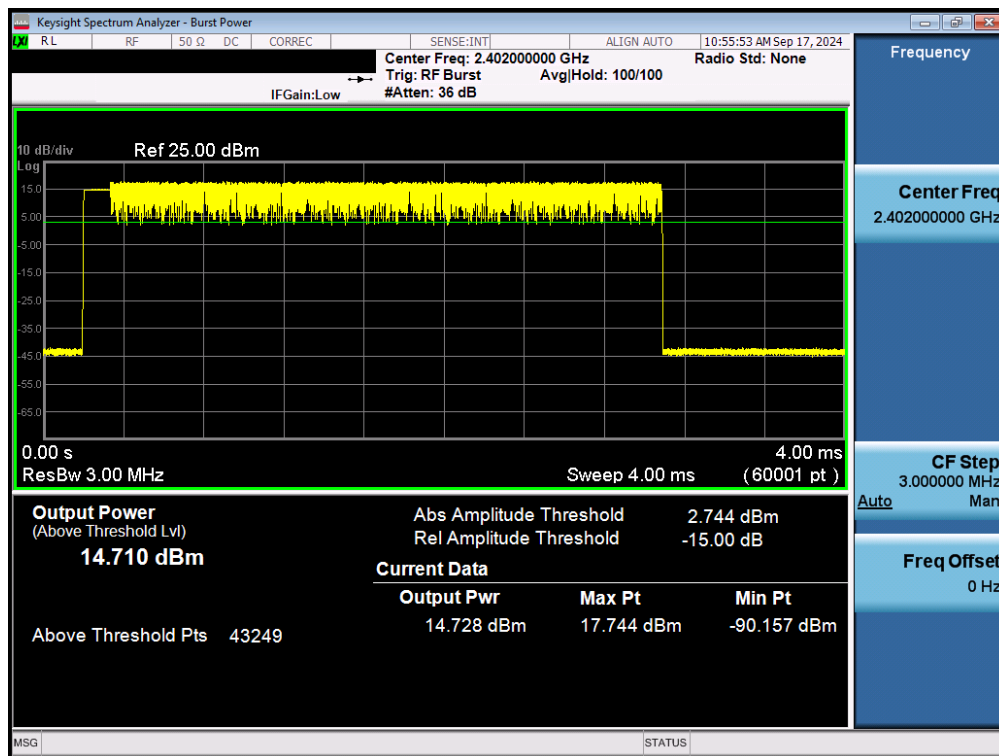 Keysight Spectrum Analyzer - Burst Power
LXI RL RF 50 Ω DC CORREC SENSE:INT ALIGN AUTO 10:55:53 AM Sep 17, 2024
Center Freq: 2.402000000 GHz Radio Std: None
Trig: RF Burst Avg|Hold: 100/100
IFGain:Low #Atten: 36 dB
10 dB/div Ref 25.00 dBm
Log
15.0
5.00
-5.00
-15.0
-25.0
-35.0
-45.0
-55.0
-65.0
0.00 s 4.00 ms
ResBw 3.00 MHz Sweep 4.00 ms (60001 pt )
Output Power
(Above Threshold Lvl)
14.710 dBm
Above Threshold Pts 43249
Abs Amplitude Threshold 2.744 dBm
Rel Amplitude Threshold -15.00 dB
Current Data
Output Pwr Max Pt Min Pt
14.728 dBm 17.744 dBm -90.157 dBm
Frequency
Center Freq
2.402000000 GHz
CF Step
3.000000 MHz
Auto Man
Freq Offset
0 Hz
MSG STATUS